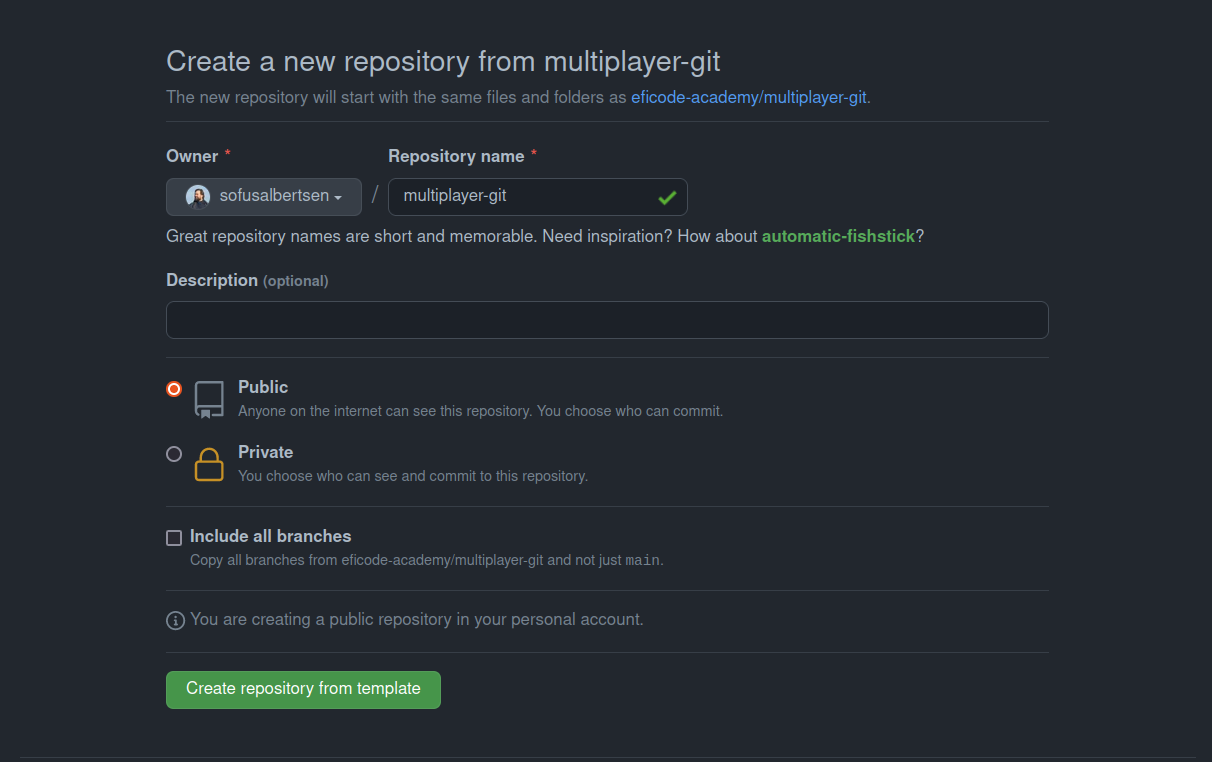 Create a new repository from multiplayer-git
The new repository will start with the same files and folders as eficode-academy/multiplayer-git.
Owner * Repository name *
sofusalbertsen / multiplayer-git
Great repository names are short and memorable. Need inspiration? How about automatic-fishstick?
Description (optional)
Public
Anyone on the internet can see this repository. You choose who can commit.
Private
You choose who can see and commit to this repository.
Include all branches
Copy all branches from eficode-academy/multiplayer-git and not just main.
You are creating a public repository in your personal account.
Create repository from template